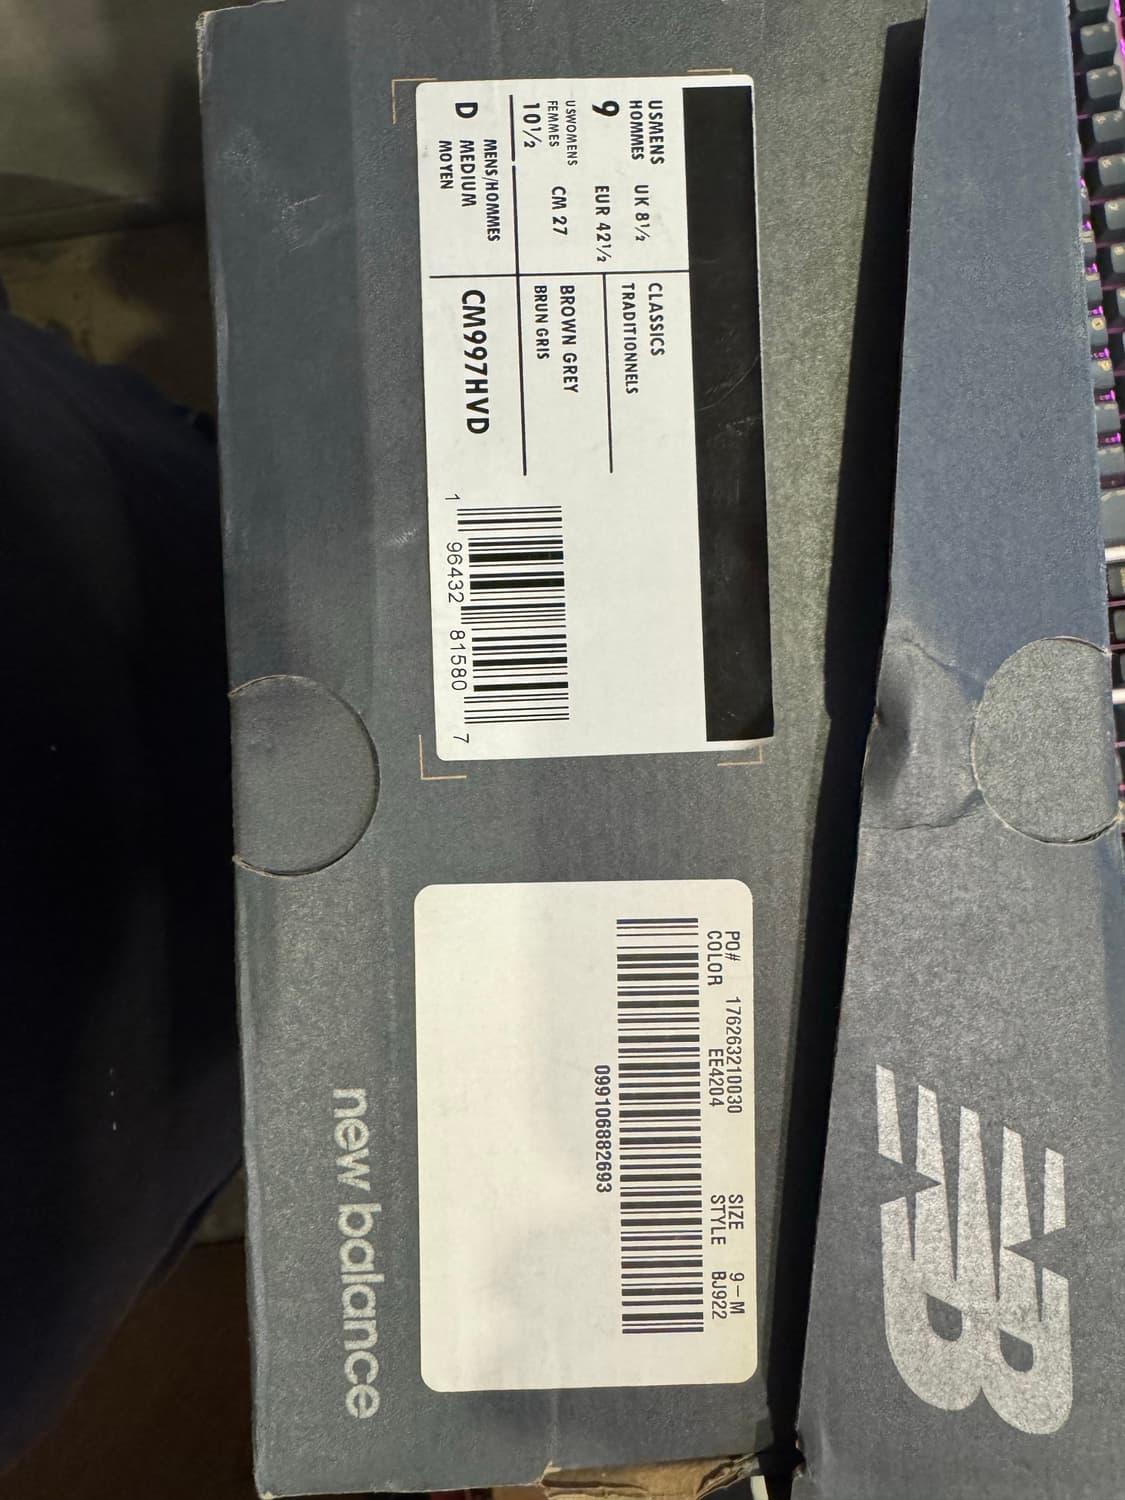 USMENS
HOMMES
9
UK 8½
EUR 42½
USWOMENS
FEMMES
10½
CM 27
CLASSICS
TRADITIONNELS
BROWN GREY
BRUN GRIS
D
MENS/HOMMES
MEDIUM
MOYEN
CM997HVD
1 96432 81580 7
PO# 176263210030 SIZE 9-M
COLOR EE4204 STYLE BJ922
099106882693
new balance
NB